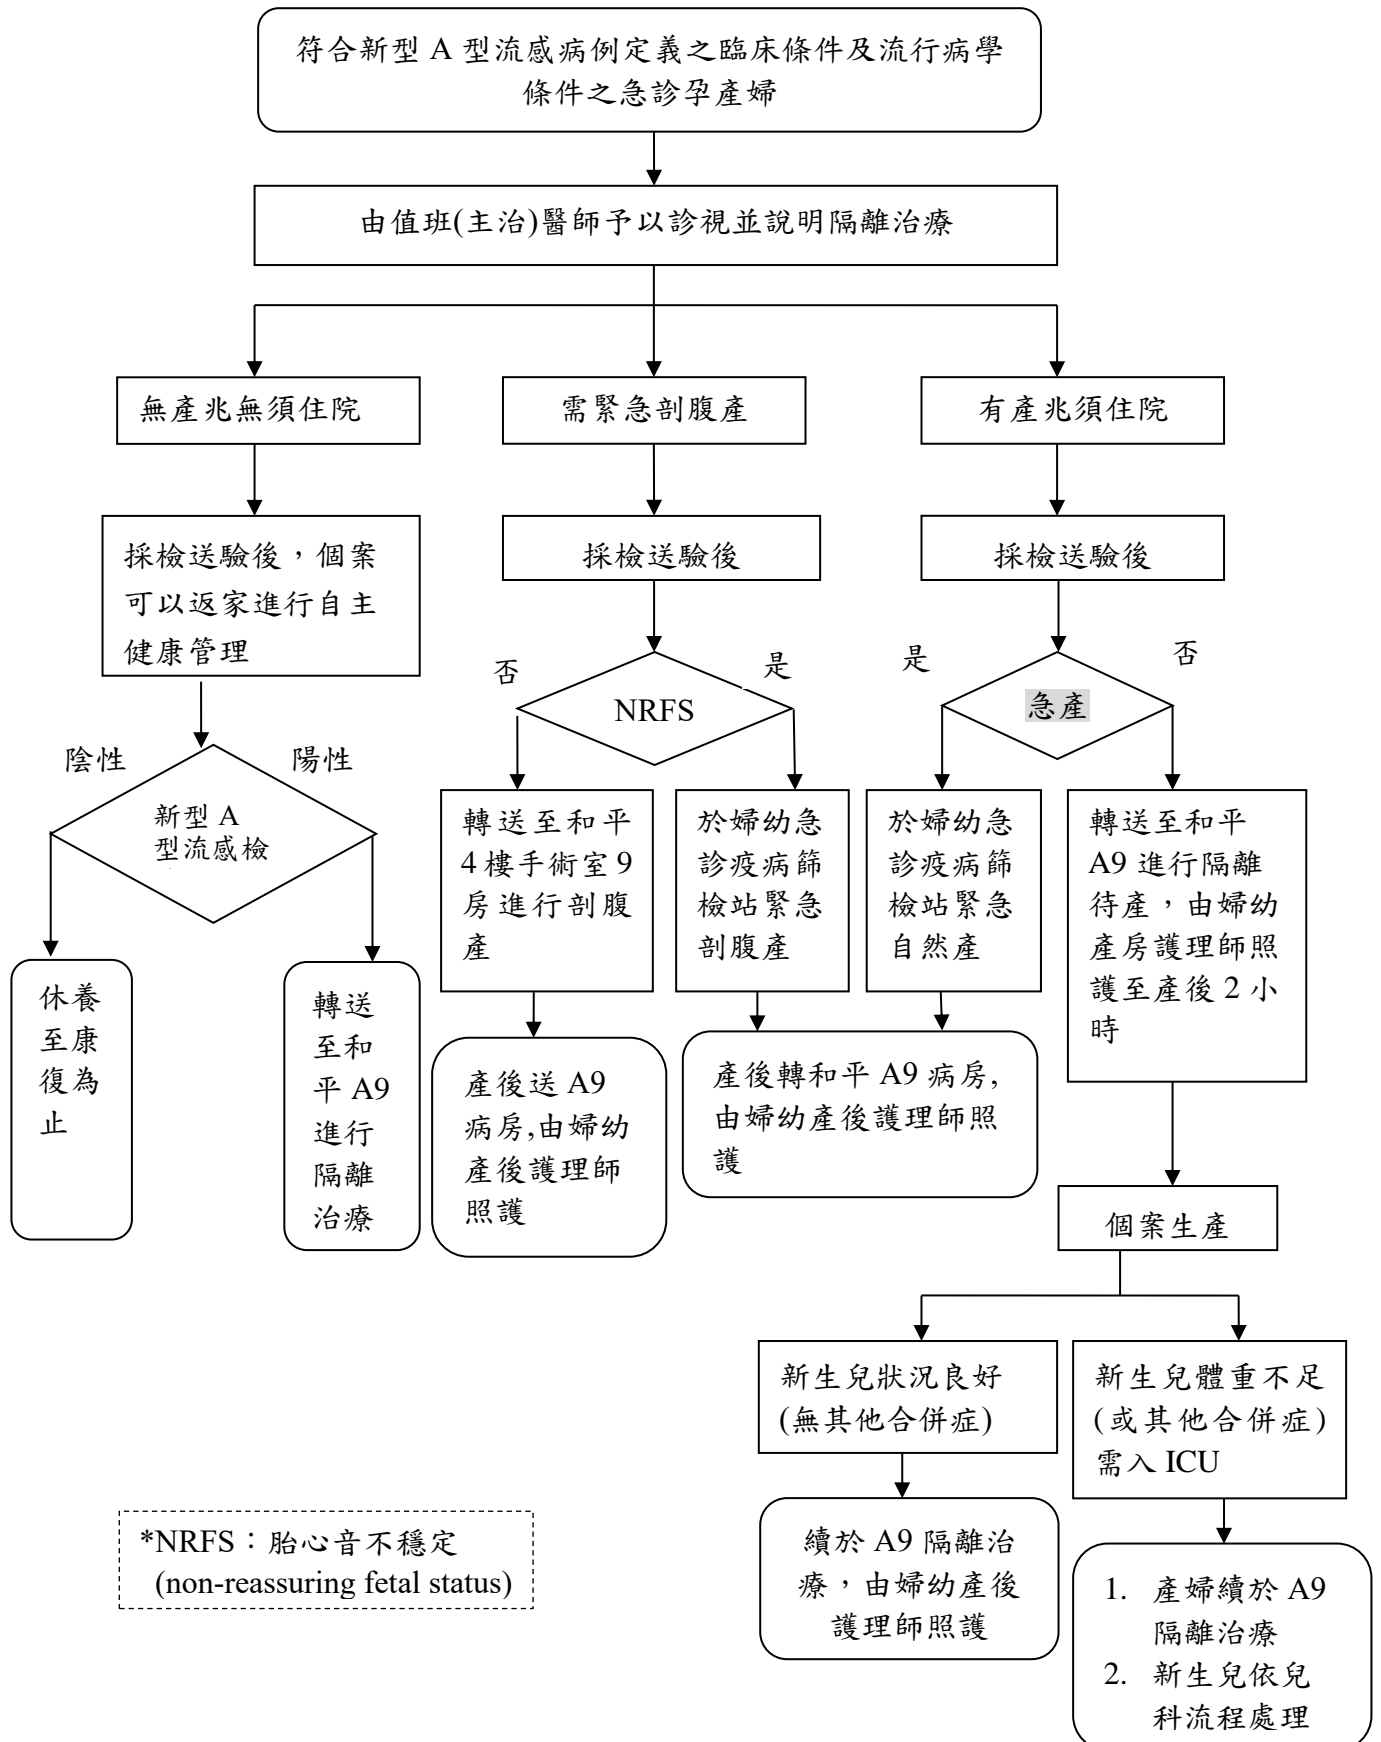 符合新型 A 型流感病例定義之臨床條件及流行病學
條件之急診孕產婦
由值班(主治)醫師予以診視並說明隔離治療
無產兆無須住院
需緊急剖腹產
有產兆須住院
採檢送驗後，個案
可以返家進行自主
健康管理
採檢送驗後
採檢送驗後
否
是
NRFS
是
否
急產
陰性
陽性
新型 A
型流感檢
轉送至和平
4 樓手術室 9
房進行剖腹
產
於婦幼急
診疫病篩
檢站緊急
剖腹產
於婦幼急
診疫病篩
檢站緊急
自然產
轉送至和平
A9 進行隔離
待產，由婦幼
產房護理師照
護至產後 2 小
時
休養
至康
復為
止
轉送
至和
平 A9
進行
隔離
治療
產後送 A9
病房,由婦幼
產後護理師
照護
產後轉和平 A9 病房,
由婦幼產後護理師照
護
個案生產
新生兒狀況良好
(無其他合併症)
新生兒體重不足
(或其他合併症)
需入 ICU
續於 A9 隔離治
療，由婦幼產後
護理師照護
1. 產婦續於 A9
隔離治療
2. 新生兒依兒
科流程處理
*NRFS：胎心音不穩定
(non-reassuring fetal status)